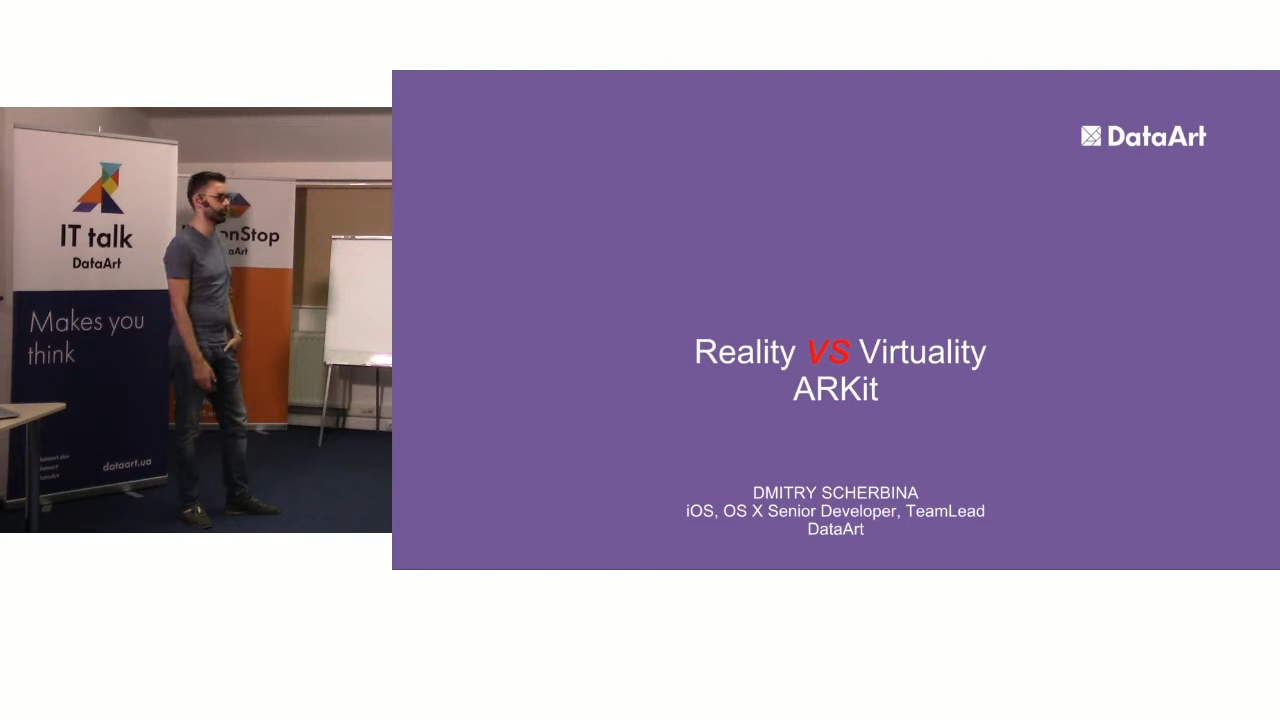 IT talk
DataArt
Makes you
think
dataart.ua
nStop
DataArt
Reality VS Virtuality
ARKit
DMITRY SCHERBINA
iOS, OS X Senior Developer, TeamLead
DataArt